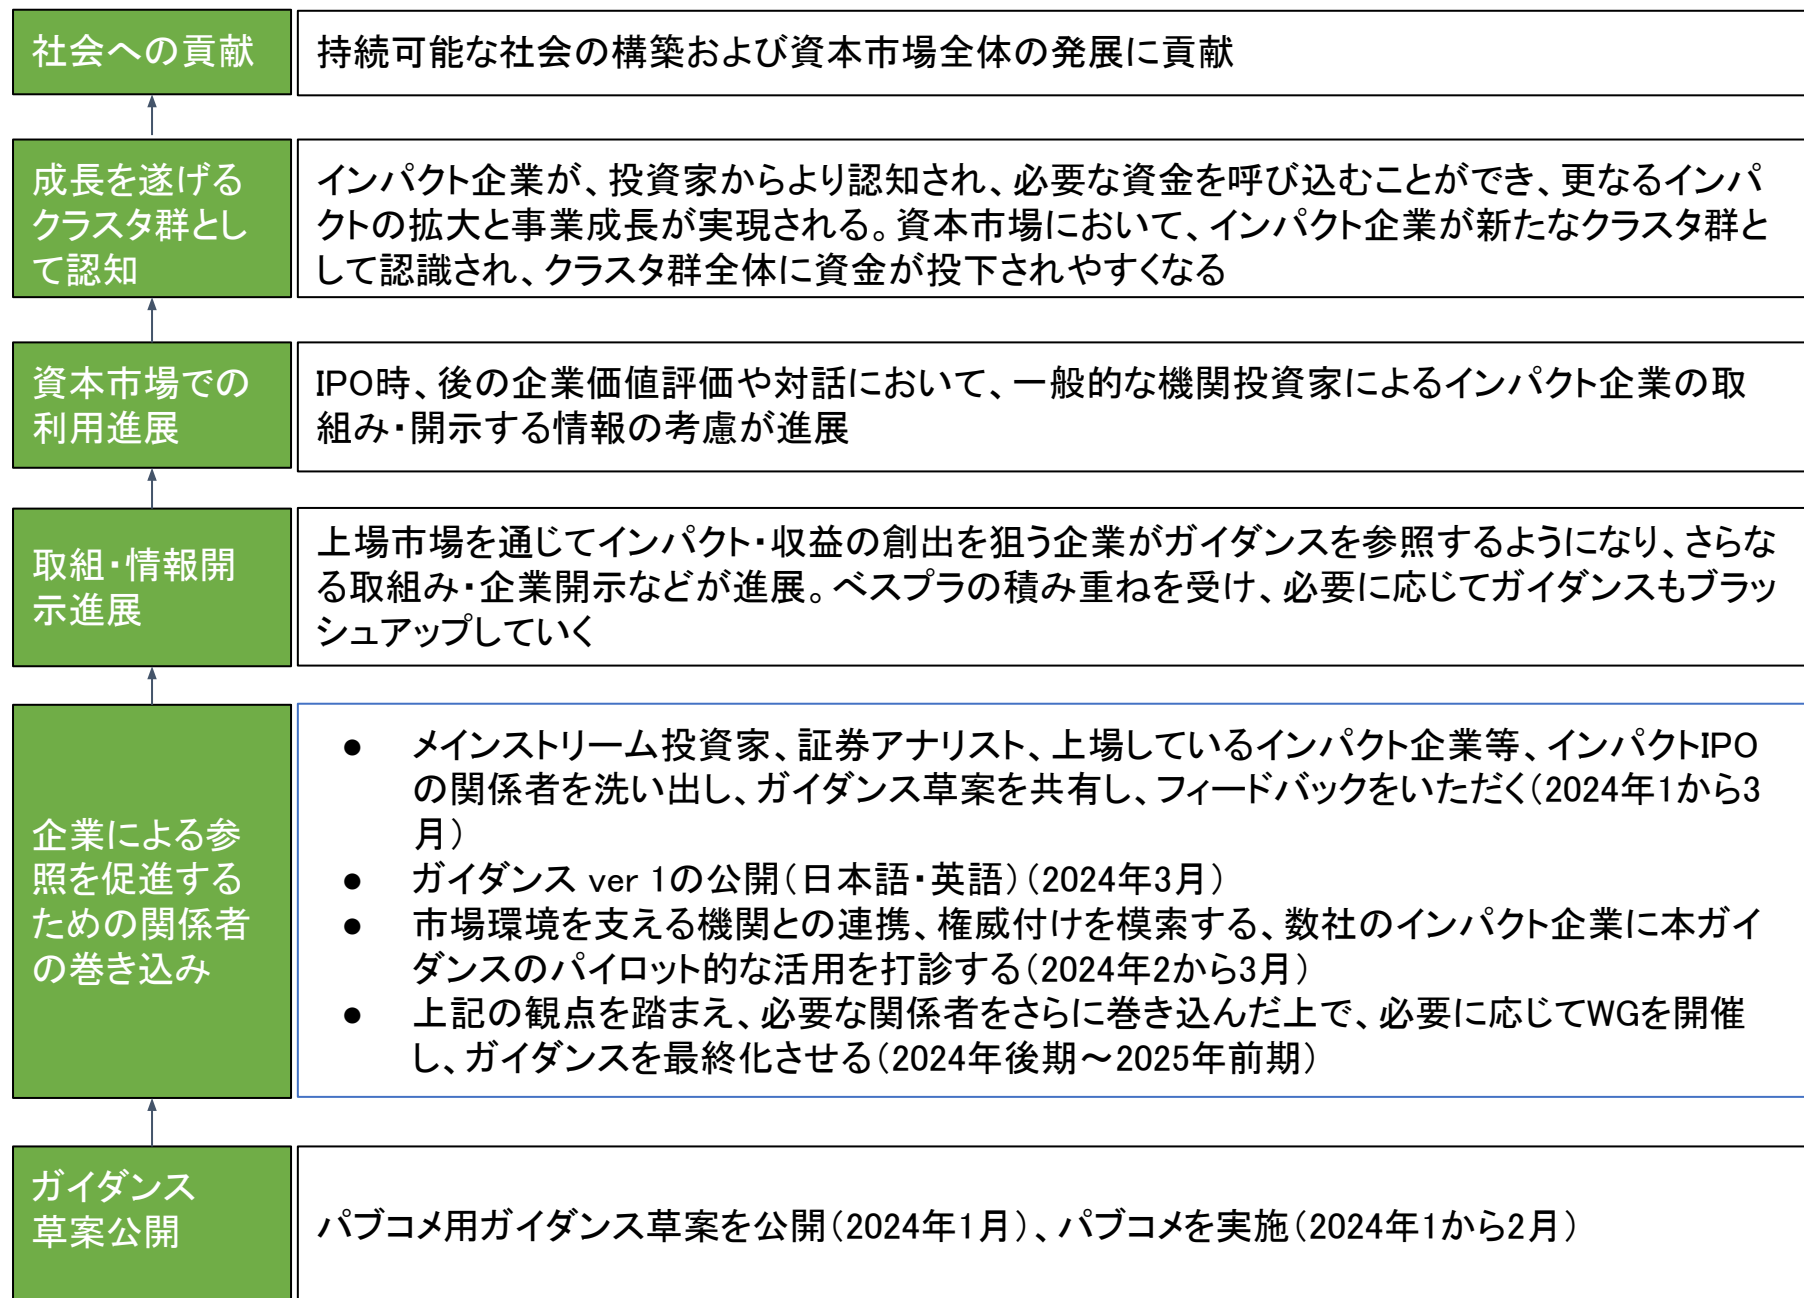 社会への貢献
持続可能な社会の構築および資本市場全体の発展に貢献
成長を遂げる
クラスタ群とし
て認知
インパクト企業が、投資家からより認知され、必要な資金を呼び込むことができ、更なるインパ
クトの拡大と事業成長が実現される。資本市場において、インパクト企業が新たなクラスタ群と
して認識され、クラスタ群全体に資金が投下されやすくなる
資本市場での
利用進展
IPO時、後の企業価値評価や対話において、一般的な機関投資家によるインパクト企業の取
組み・開示する情報の考慮が進展
取組・情報開
示進展
上場市場を通じてインパクト・収益の創出を狙う企業がガイダンスを参照するようになり、さらな
る取組み・企業開示などが進展。ベスプラの積み重ねを受け、必要に応じてガイダンスもブラッ
シュアップしていく
企業による参
照を促進する
ための関係者
の巻き込み
● メインストリーム投資家、証券アナリスト、上場しているインパクト企業等、インパクトIPO
の関係者を洗い出し、ガイダンス草案を共有し、フィードバックをいただく（2024年1から3
月）
● ガイダンス ver 1の公開（日本語・英語）（2024年3月）
● 市場環境を支える機関との連携、権威付けを模索する、数社のインパクト企業に本ガイ
ダンスのパイロット的な活用を打診する（2024年2から3月）
● 上記の観点を踏まえ、必要な関係者をさらに巻き込んだ上で、必要に応じてWGを開催
し、ガイダンスを最終化させる（2024年後期～2025年前期）
ガイダンス
草案公開
パブコメ用ガイダンス草案を公開（2024年1月）、パブコメを実施（2024年1から2月）